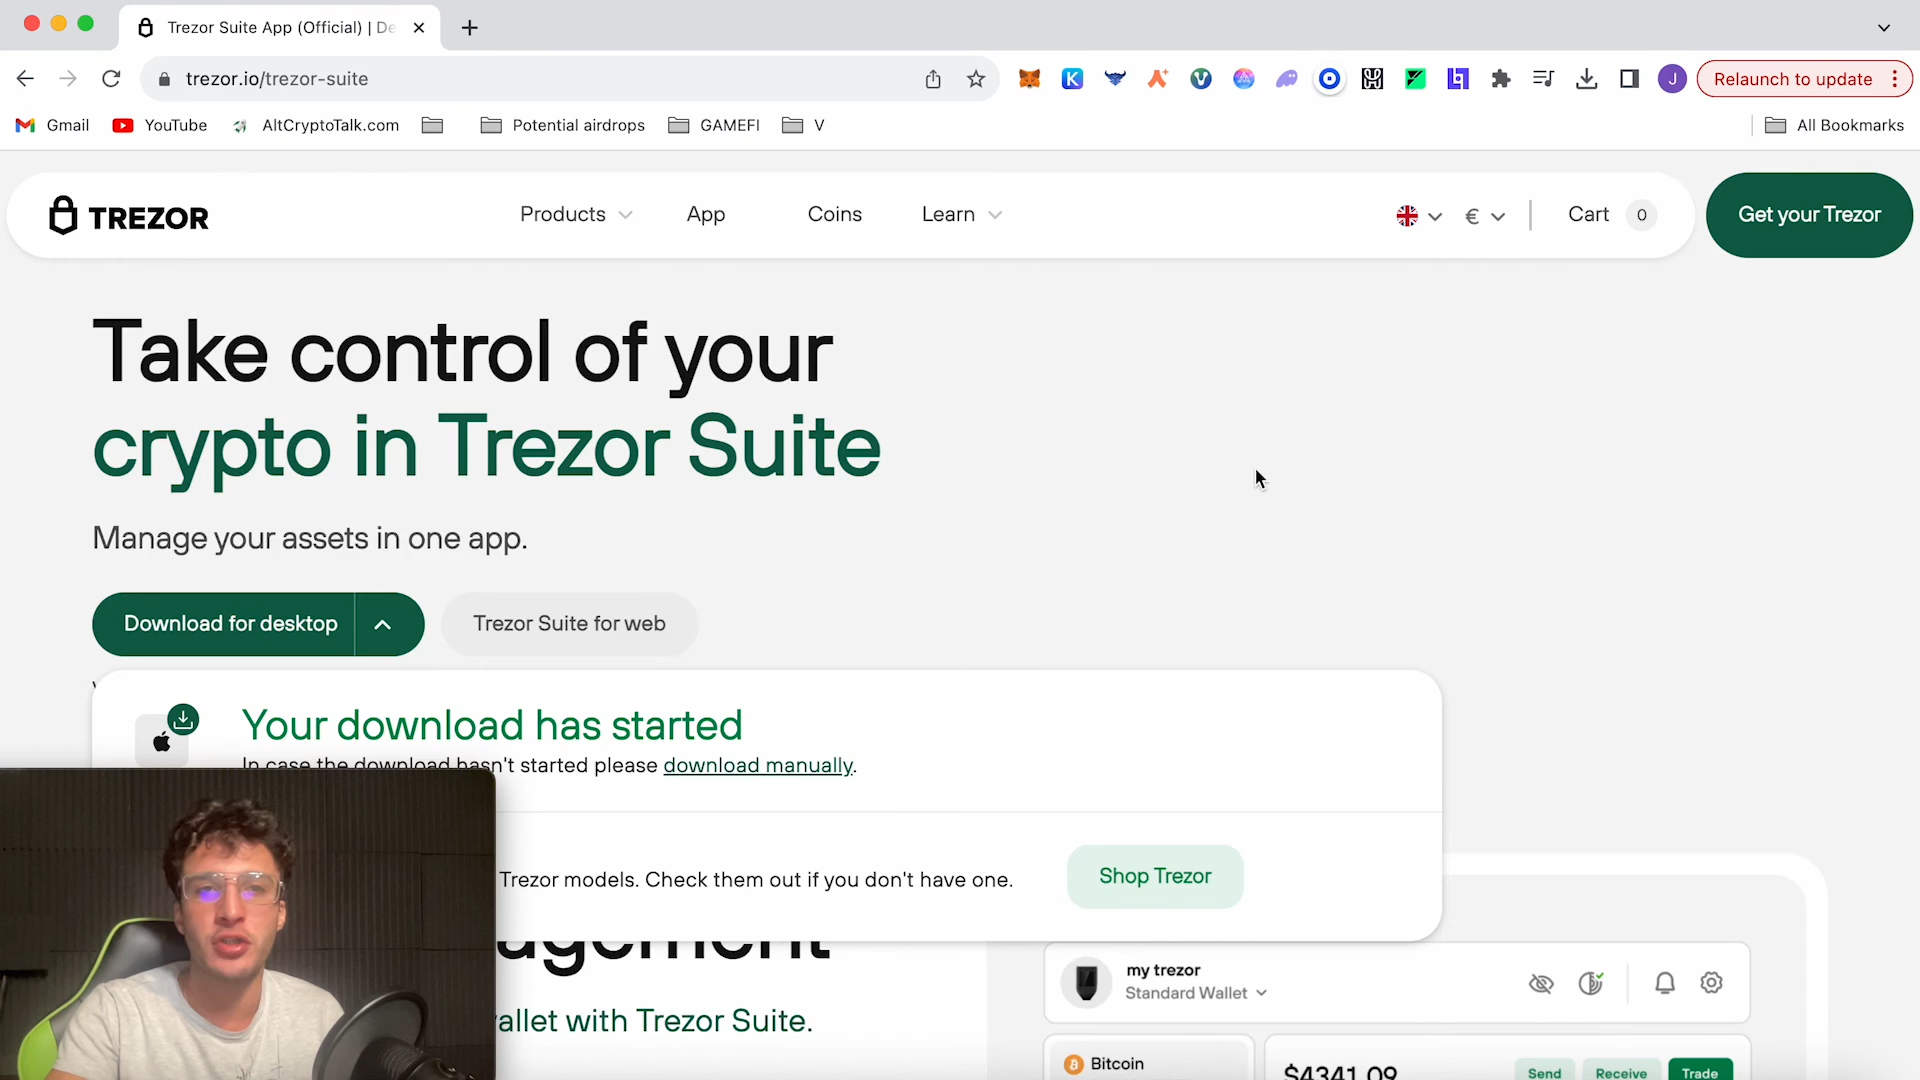 Trezor Suite App (Official) | De
trezor.io/trezor-suite
J
Relaunch to update
Gmail
YouTube
AltCryptoTalk.com
Potential airdrops
GAMEFI
V
All Bookmarks
TREZOR
Products
App
Coins
Learn
€
Cart
0
Get your Trezor
Take control of your
crypto in Trezor Suite
Manage your assets in one app.
Download for desktop
Trezor Suite for web
Your download has started
In case the download hasn't started please download manually.
Trezor models. Check them out if you don't have one.
Shop Trezor
agement
allet with Trezor Suite.
my trezor
Standard Wallet
Bitcoin
$4341.09
Send
Receive
Trade